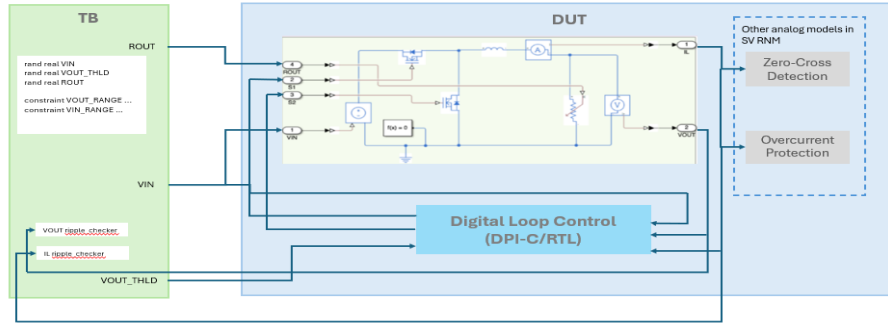 TB
ROUT
rand real VIN
rand real VOUT_THLD
rand real ROUT
constraint VOUT_RANGE ...
constraint VIN_RANGE ...
VIN
VOUT ripple_checker
IL ripple_checker
VOUT_THLD
DUT
4
ROUT
2
S1
3
S2
1
VIN
f(x) = 0
A
V
1
IL
2
VOUT
Digital Loop Control
(DPI-C/RTL)
Other analog models in
SV RNM
Zero-Cross
Detection
Overcurrent
Protection